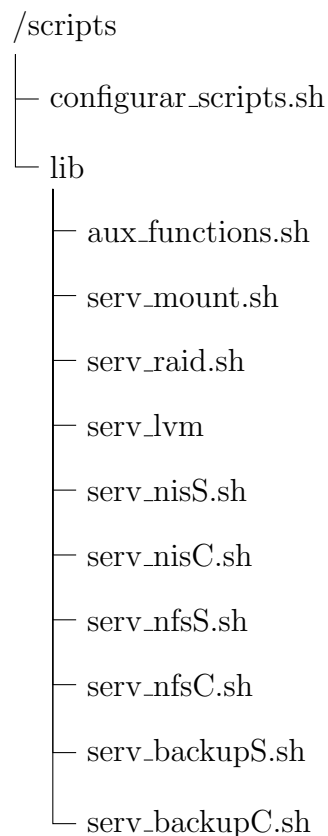 /scripts
configurar_scripts.sh
lib
aux_functions.sh
serv_mount.sh
serv_raid.sh
serv_lvm
serv_nisS.sh
serv_nisC.sh
serv_nfsS.sh
serv_nfsC.sh
serv_backupS.sh
serv_backupC.sh